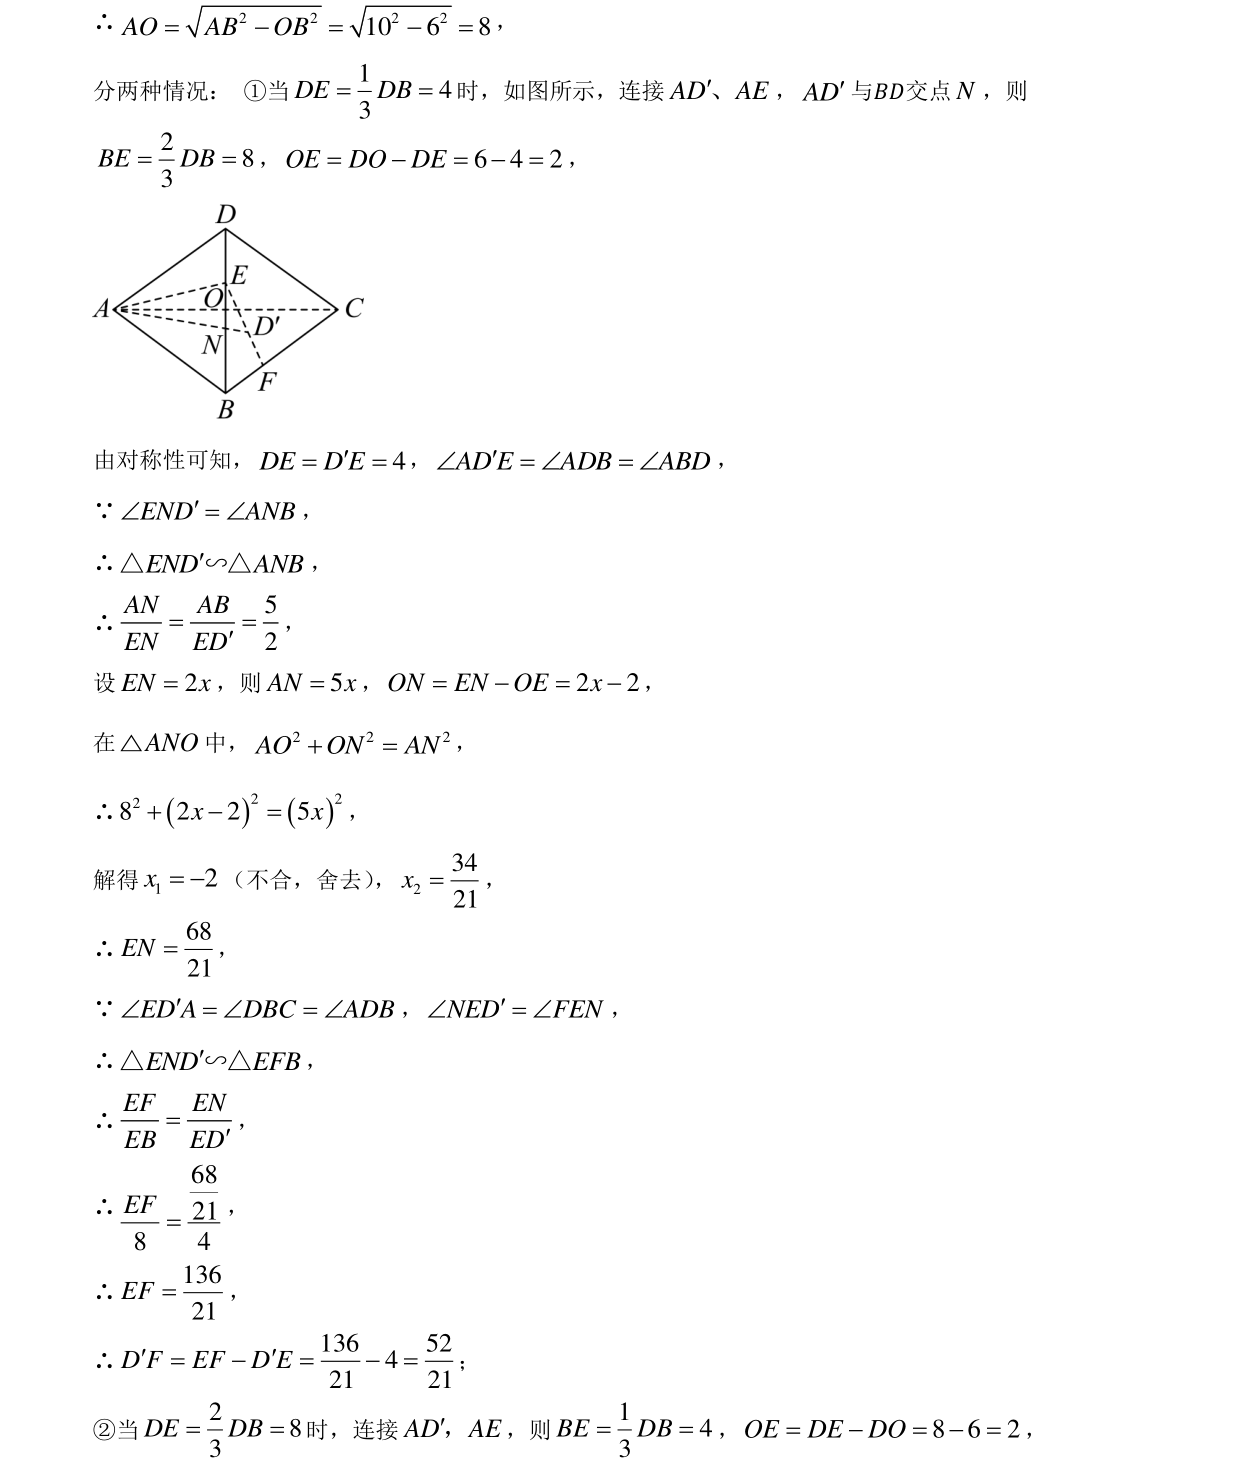 ∴ AO = √(AB² − OB²) = √(10² − 6²) = 8，
分两种情况： ①当 DE = 1/3 DB = 4 时，如图所示，连接 AD′、AE， AD′ 与BD交点 N ，则
BE = 2/3 DB = 8， OE = DO − DE = 6 − 4 = 2，
D
E
A
O
C
D′
N
F
B
由对称性可知， DE = D′E = 4， ∠AD′E = ∠ADB = ∠ABD，
∵ ∠END′ = ∠ANB，
∴ △END′∽△ANB，
∴ AN/EN = AB/ED′ = 5/2，
设 EN = 2x，则 AN = 5x， ON = EN − OE = 2x − 2，
在 △ANO 中， AO² + ON² = AN²，
∴ 8² + (2x − 2)² = (5x)²，
解得 x₁ = −2（不合，舍去）， x₂ = 34/21，
∴ EN = 68/21，
∵ ∠ED′A = ∠DBC = ∠ADB， ∠NED′ = ∠FEN，
∴ △END′∽△EFB，
∴ EF/EB = EN/ED′，
∴ EF/8 = (68/21)/4，
∴ EF = 136/21，
∴ D′F = EF − D′E = 136/21 − 4 = 52/21；
②当 DE = 2/3 DB = 8 时，连接 AD′，AE，则 BE = 1/3 DB = 4， OE = DE − DO = 8 − 6 = 2，